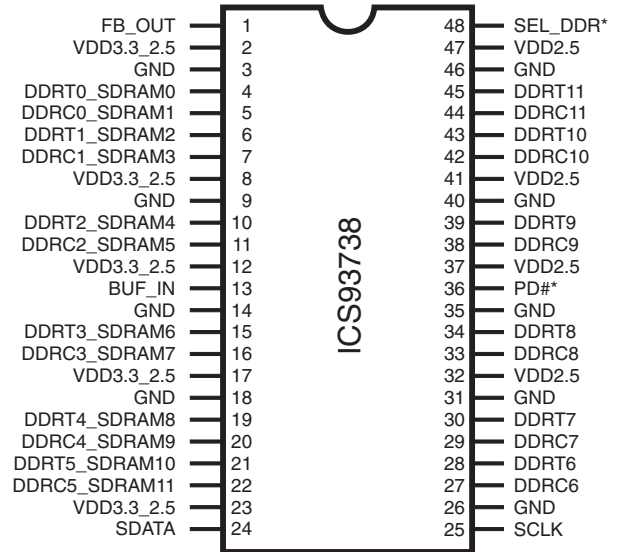 FB_OUT 1 48 SEL_DDR*
VDD3.3_2.5 2 47 VDD2.5
GND 3 46 GND
DDRT0_SDRAM0 4 45 DDRT11
DDRC0_SDRAM1 5 44 DDRC11
DDRT1_SDRAM2 6 43 DDRT10
DDRC1_SDRAM3 7 42 DDRC10
VDD3.3_2.5 8 41 VDD2.5
GND 9 40 GND
DDRT2_SDRAM4 10 39 DDRT9
DDRC2_SDRAM5 11 38 DDRC9
VDD3.3_2.5 12 37 VDD2.5
BUF_IN 13 36 PD#*
GND 14 35 GND
DDRT3_SDRAM6 15 34 DDRT8
DDRC3_SDRAM7 16 33 DDRC8
VDD3.3_2.5 17 32 VDD2.5
GND 18 31 GND
DDRT4_SDRAM8 19 30 DDRT7
DDRC4_SDRAM9 20 29 DDRC7
DDRT5_SDRAM10 21 28 DDRT6
DDRC5_SDRAM11 22 27 DDRC6
VDD3.3_2.5 23 26 GND
SDATA 24 25 SCLK
ICS93738